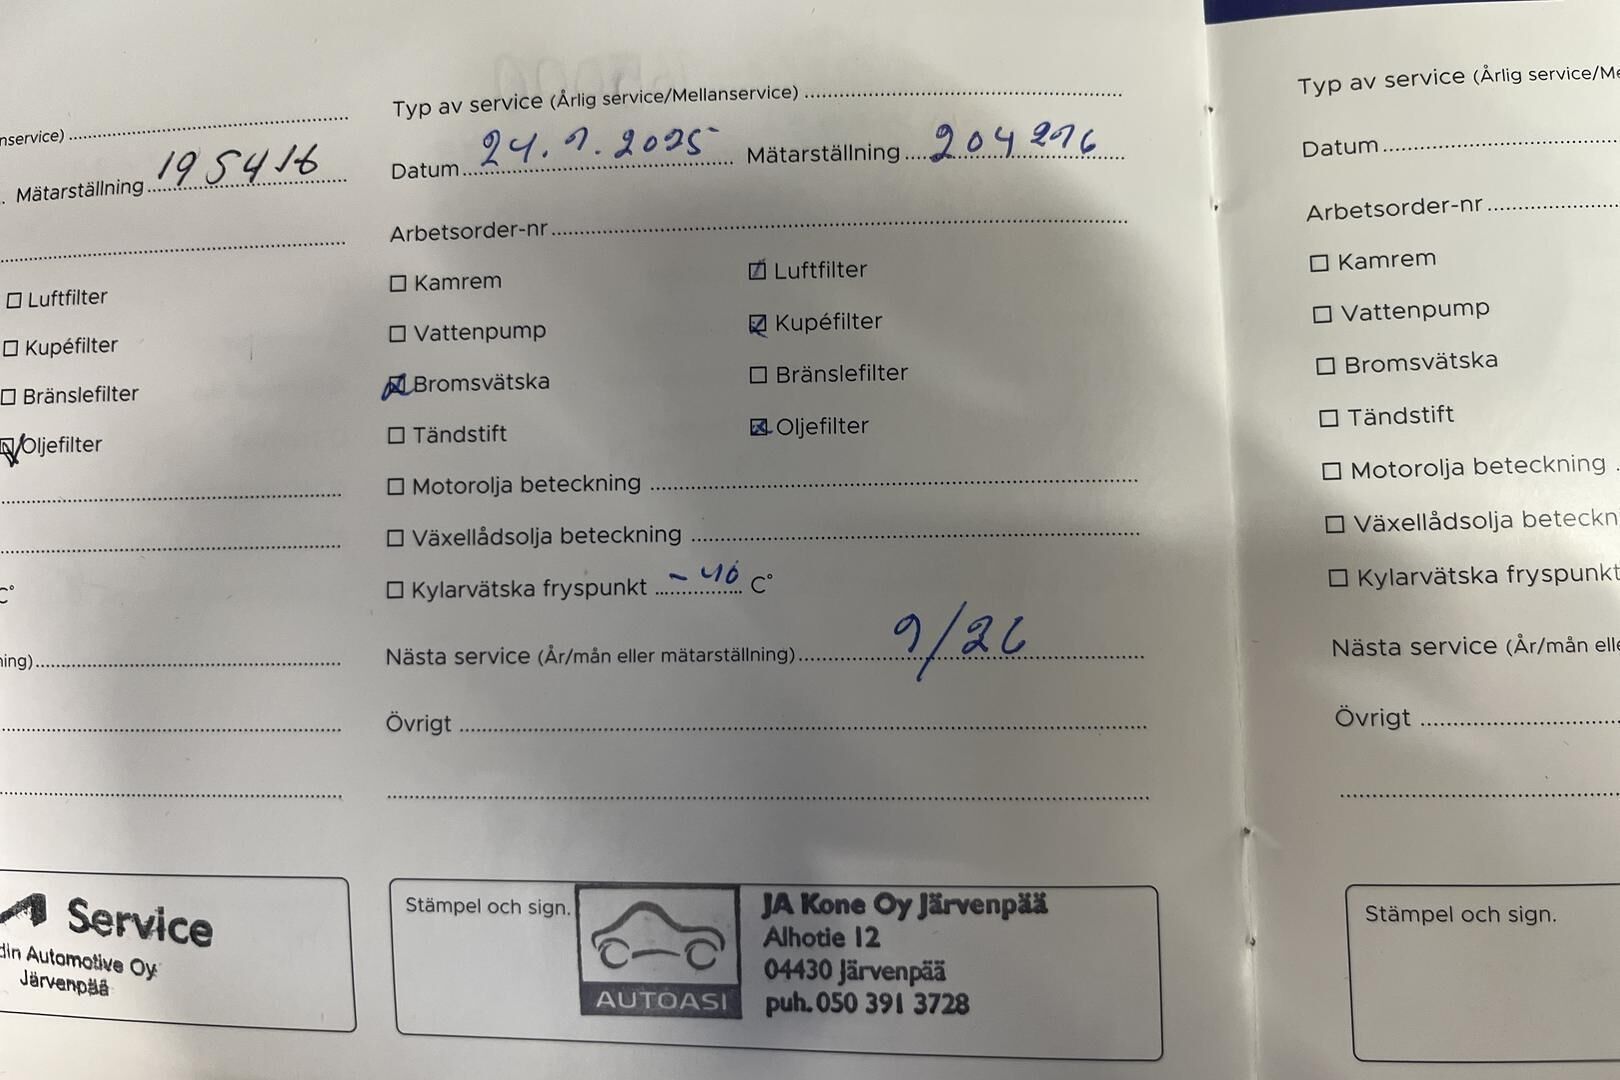 nservice)
Mätarställning 195416
Luftfilter
Kupéfilter
Bränslefilter
Oljefilter
C°
ning)
Service
din Automotive Oy
Järvenpää
Typ av service (Årlig service/Mellanservice)
Datum 24.9.2025 Mätarställning 204 296
Arbetsorder-nr
Kamrem
Luftfilter
Vattenpump
Kupéfilter
Bromsvätska
Bränslefilter
Tändstift
Oljefilter
Motorolja beteckning
Växellådsolja beteckning
Kylarvätska fryspunkt -40 C°
Nästa service (År/mån eller mätarställning) 9/26
Övrigt
Stämpel och sign.
AUTOASI
JA Kone Oy Järvenpää
Alhotie 12
04430 Järvenpää
puh. 050 391 3728
Typ av service (Årlig service/Me
Datum
Arbetsorder-nr
Kamrem
Vattenpump
Bromsvätska
Tändstift
Motorolja beteckning
Växellådsolja beteckn
Kylarvätska fryspunkt
Nästa service (År/mån elle
Övrigt
Stämpel och sign.